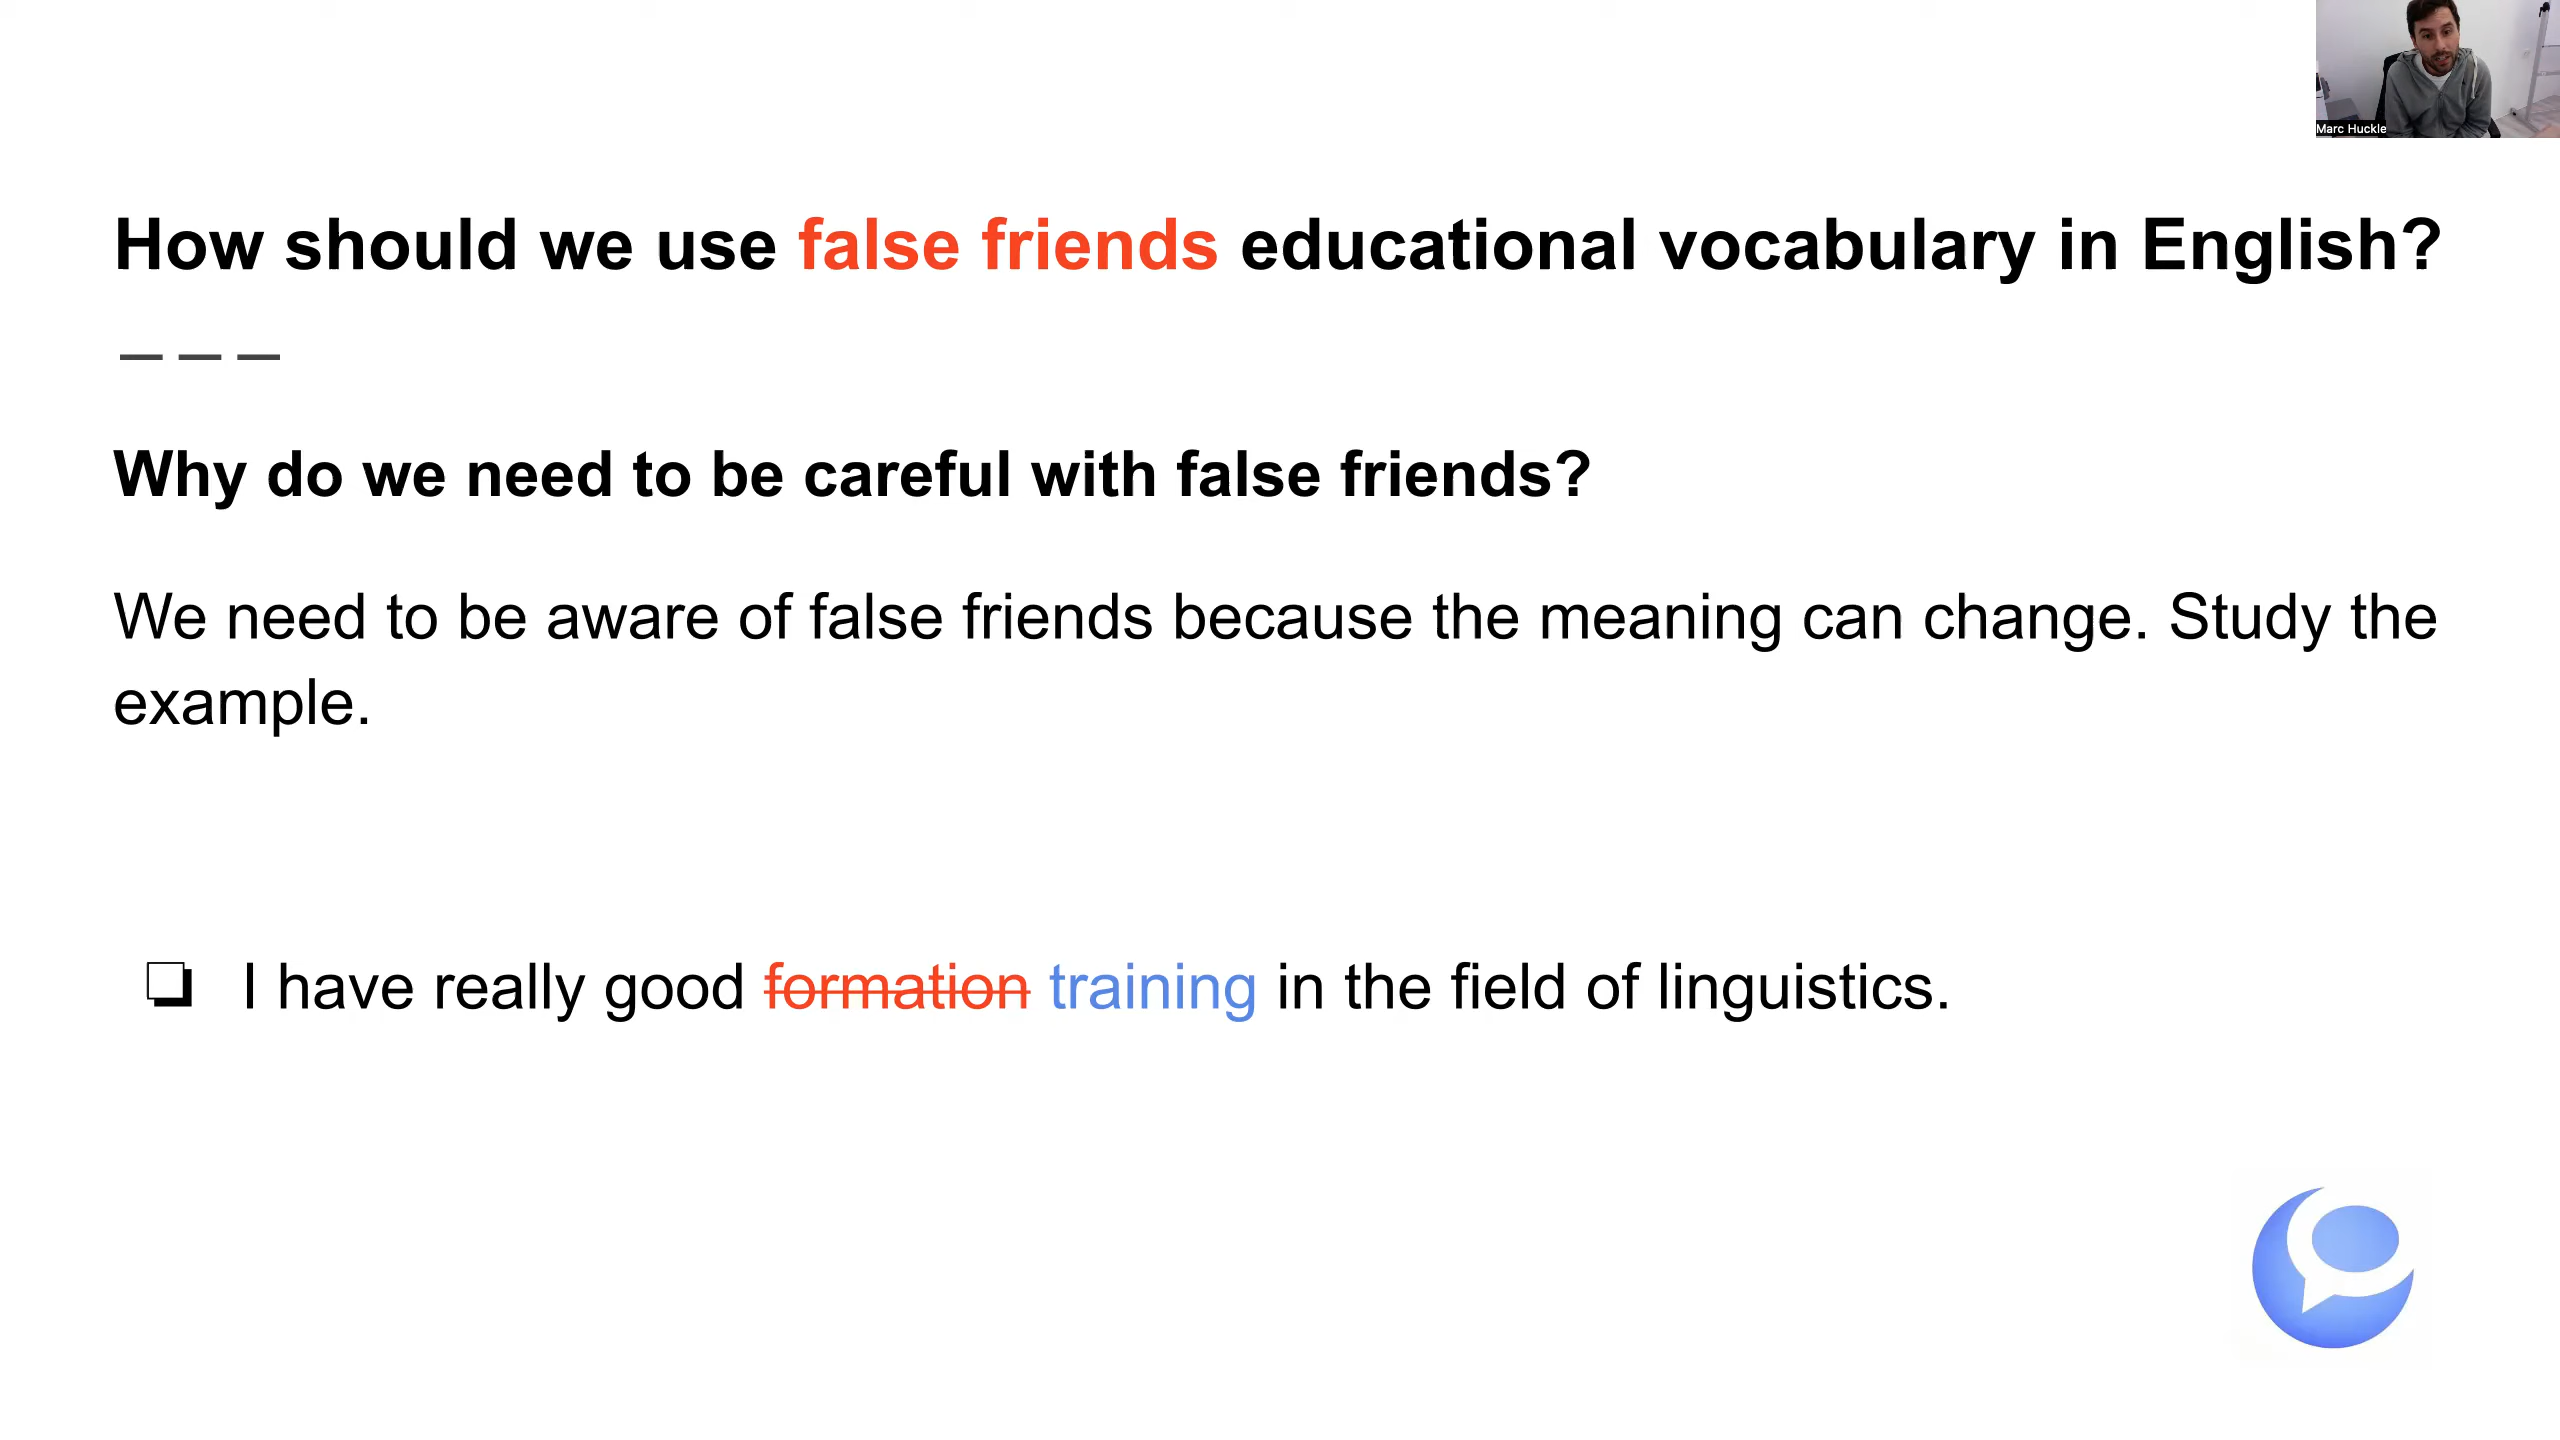 Marc Huckle
How should we use false friends educational vocabulary in English?
Why do we need to be careful with false friends?
We need to be aware of false friends because the meaning can change. Study the
example.
❏ I have really good formation training in the field of linguistics.